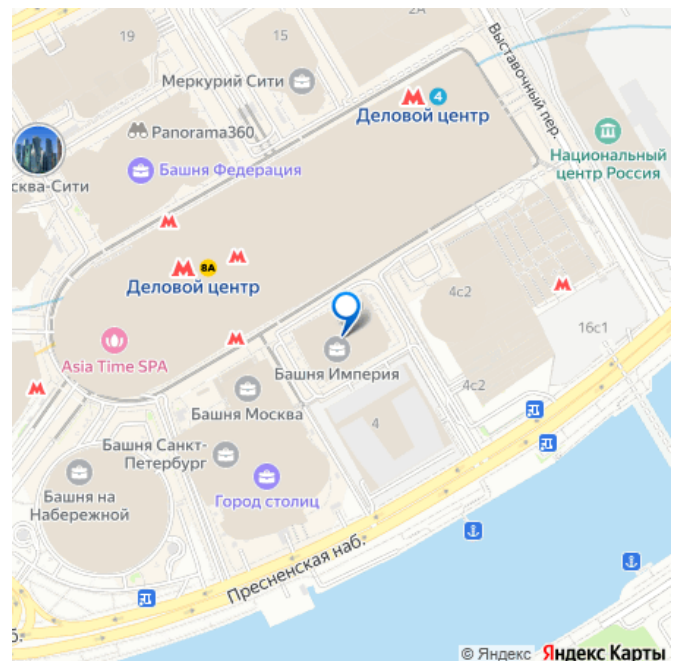 2А
19
15
Выставочный пер.
Меркурий Сити
4
Деловой центр
Panorama360
Национальный
центр Россия
Башня Федерация
сква-Сити
8А
Деловой центр
4с2
16с1
Asia Time SPA
Башня Империя
4с2
Башня Москва
4
Башня Санкт-
Петербург
Город столиц
Башня на
Набережной
Пресненская наб.
б.
© Яндекс Яндекс Карты